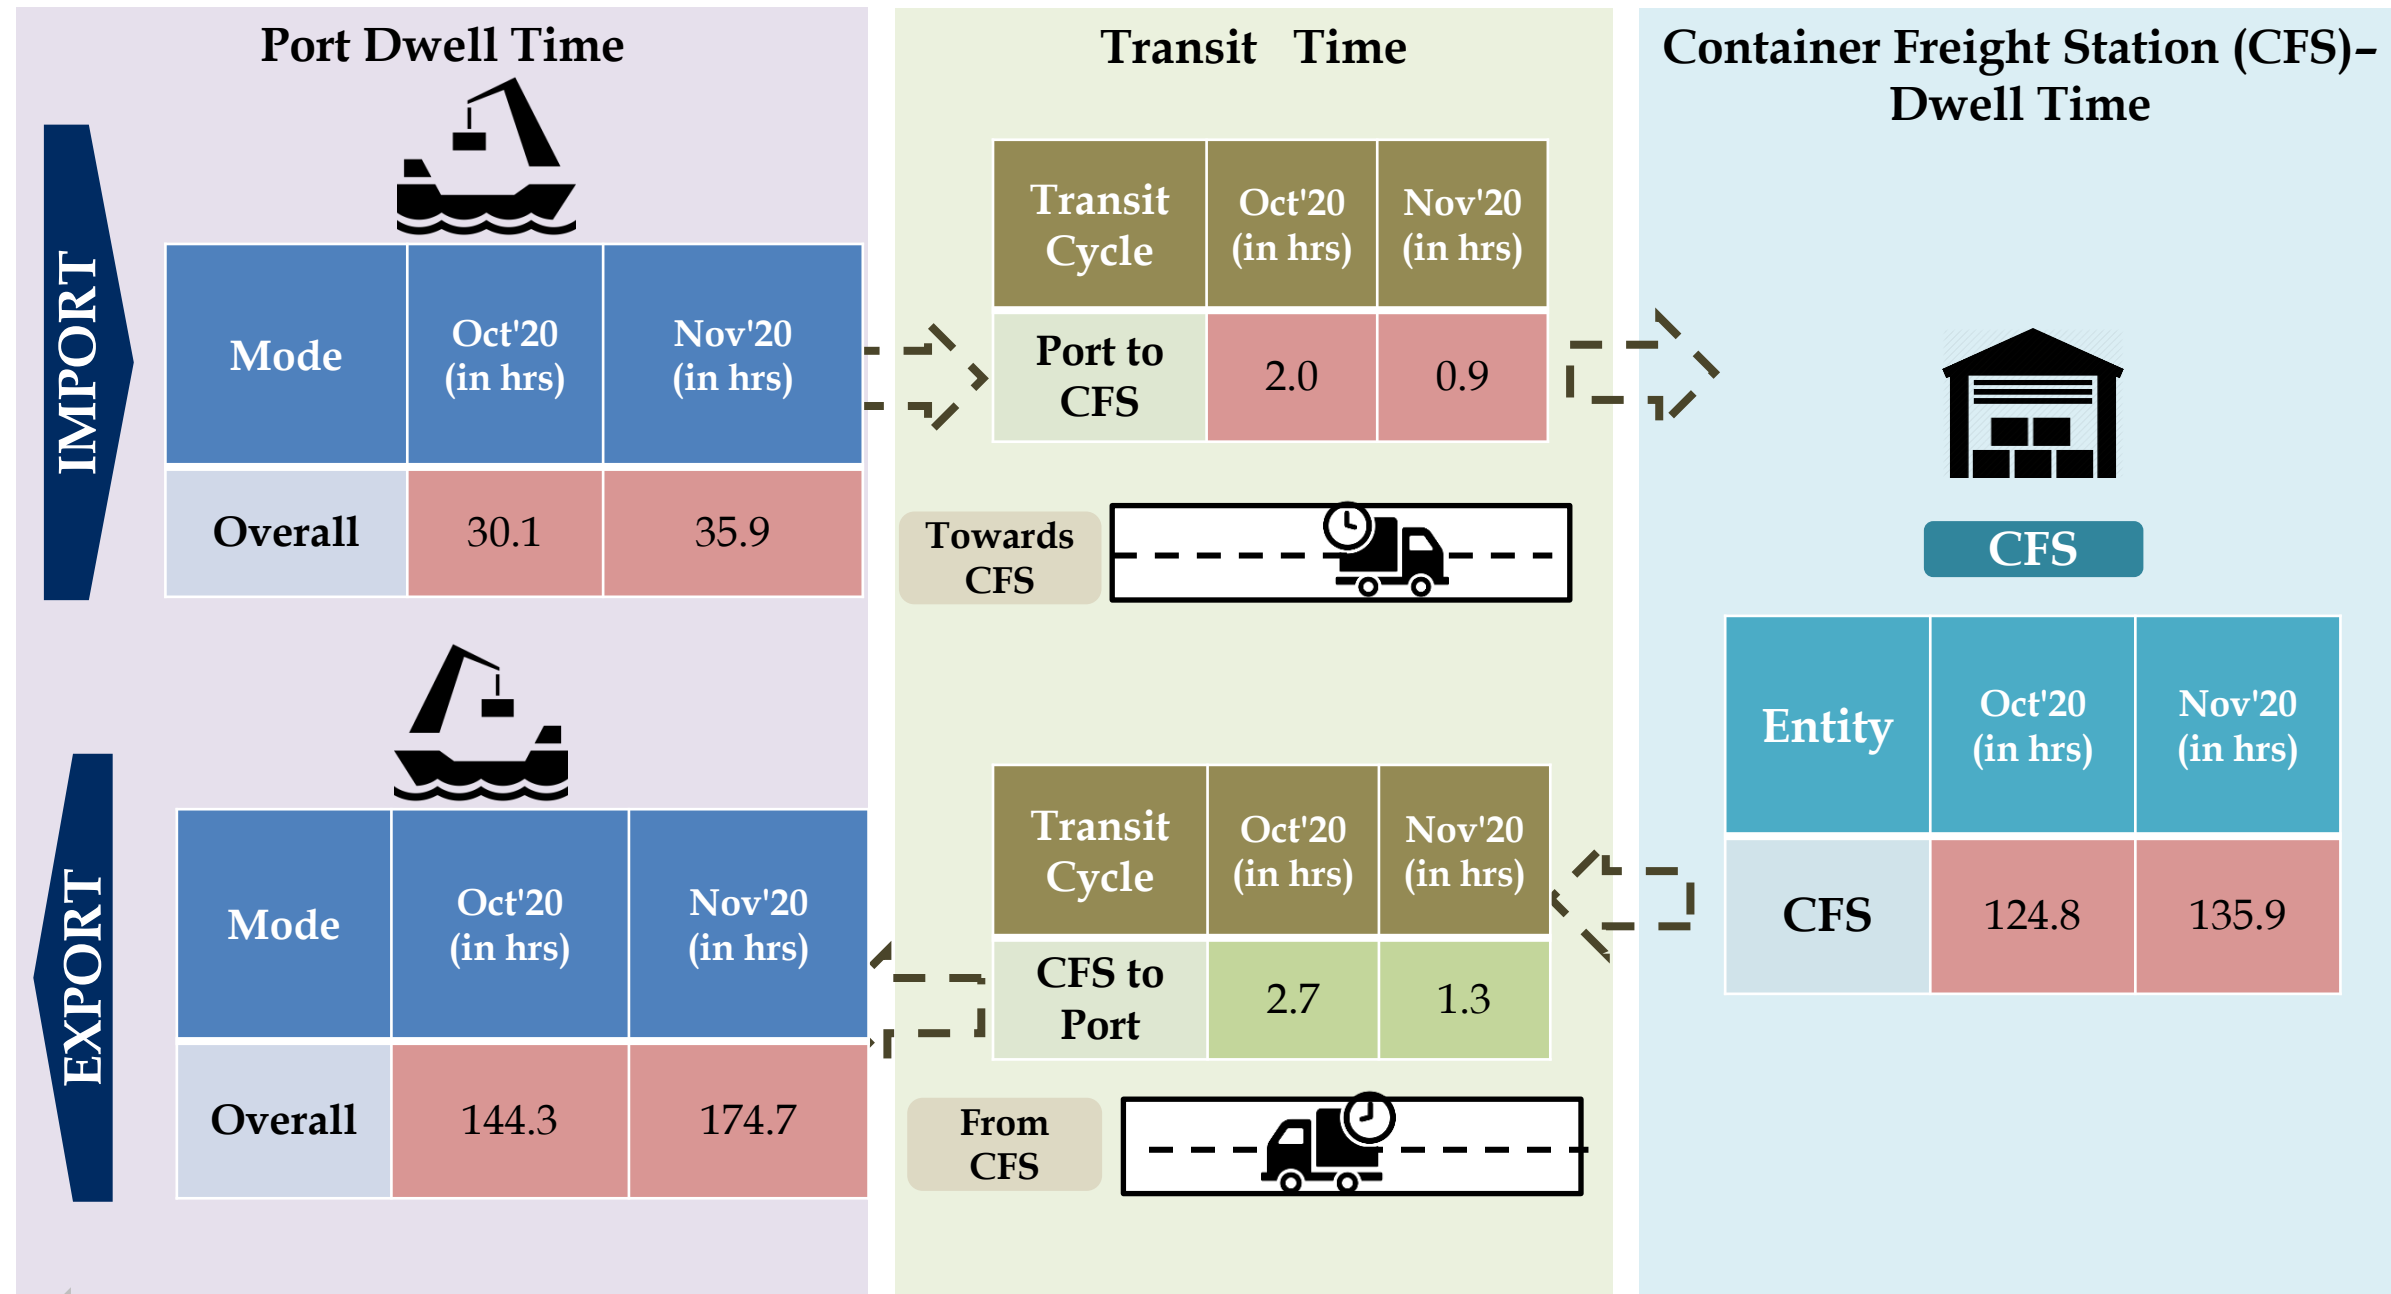 Port Dwell Time
IMPORT
Mode Oct'20 (in hrs) Nov'20 (in hrs)
Overall 30.1 35.9
EXPORT
Mode Oct'20 (in hrs) Nov'20 (in hrs)
Overall 144.3 174.7
Transit Time
Transit Cycle Oct'20 (in hrs) Nov'20 (in hrs)
Port to CFS 2.0 0.9
Towards
CFS
Transit Cycle Oct'20 (in hrs) Nov'20 (in hrs)
CFS to Port 2.7 1.3
From
CFS
Container Freight Station (CFS)–
Dwell Time
CFS
Entity Oct'20 (in hrs) Nov'20 (in hrs)
CFS 124.8 135.9